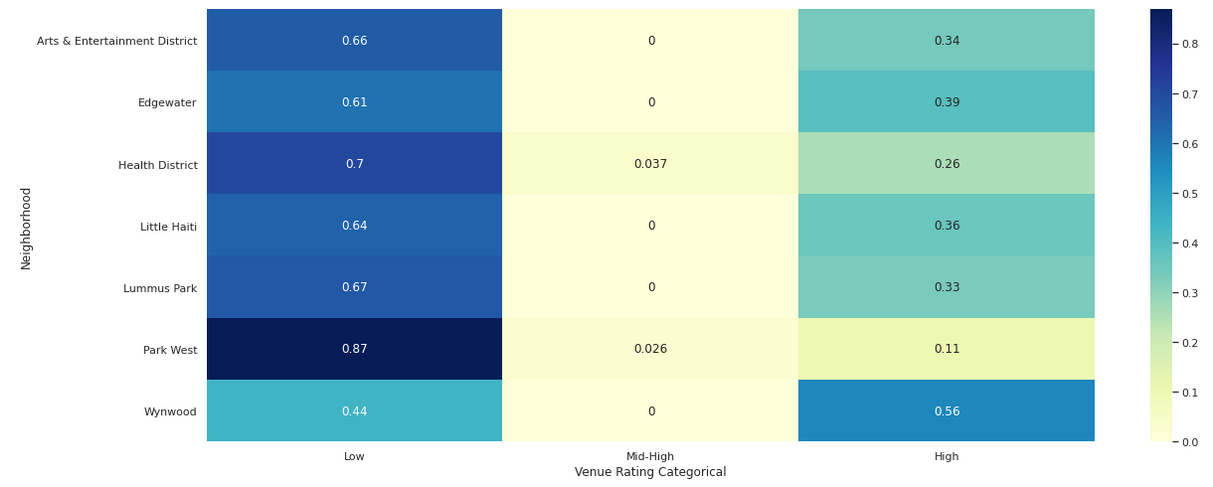 Arts & Entertainment District 0.66 0 0.34
Edgewater 0.61 0 0.39
Health District 0.7 0.037 0.26
Little Haiti 0.64 0 0.36
Lummus Park 0.67 0 0.33
Park West 0.87 0.026 0.11
Wynwood 0.44 0 0.56
Neighborhood
Low Mid-High High
Venue Rating Categorical
0.8
0.7
0.6
0.5
0.4
0.3
0.2
0.1
0.0